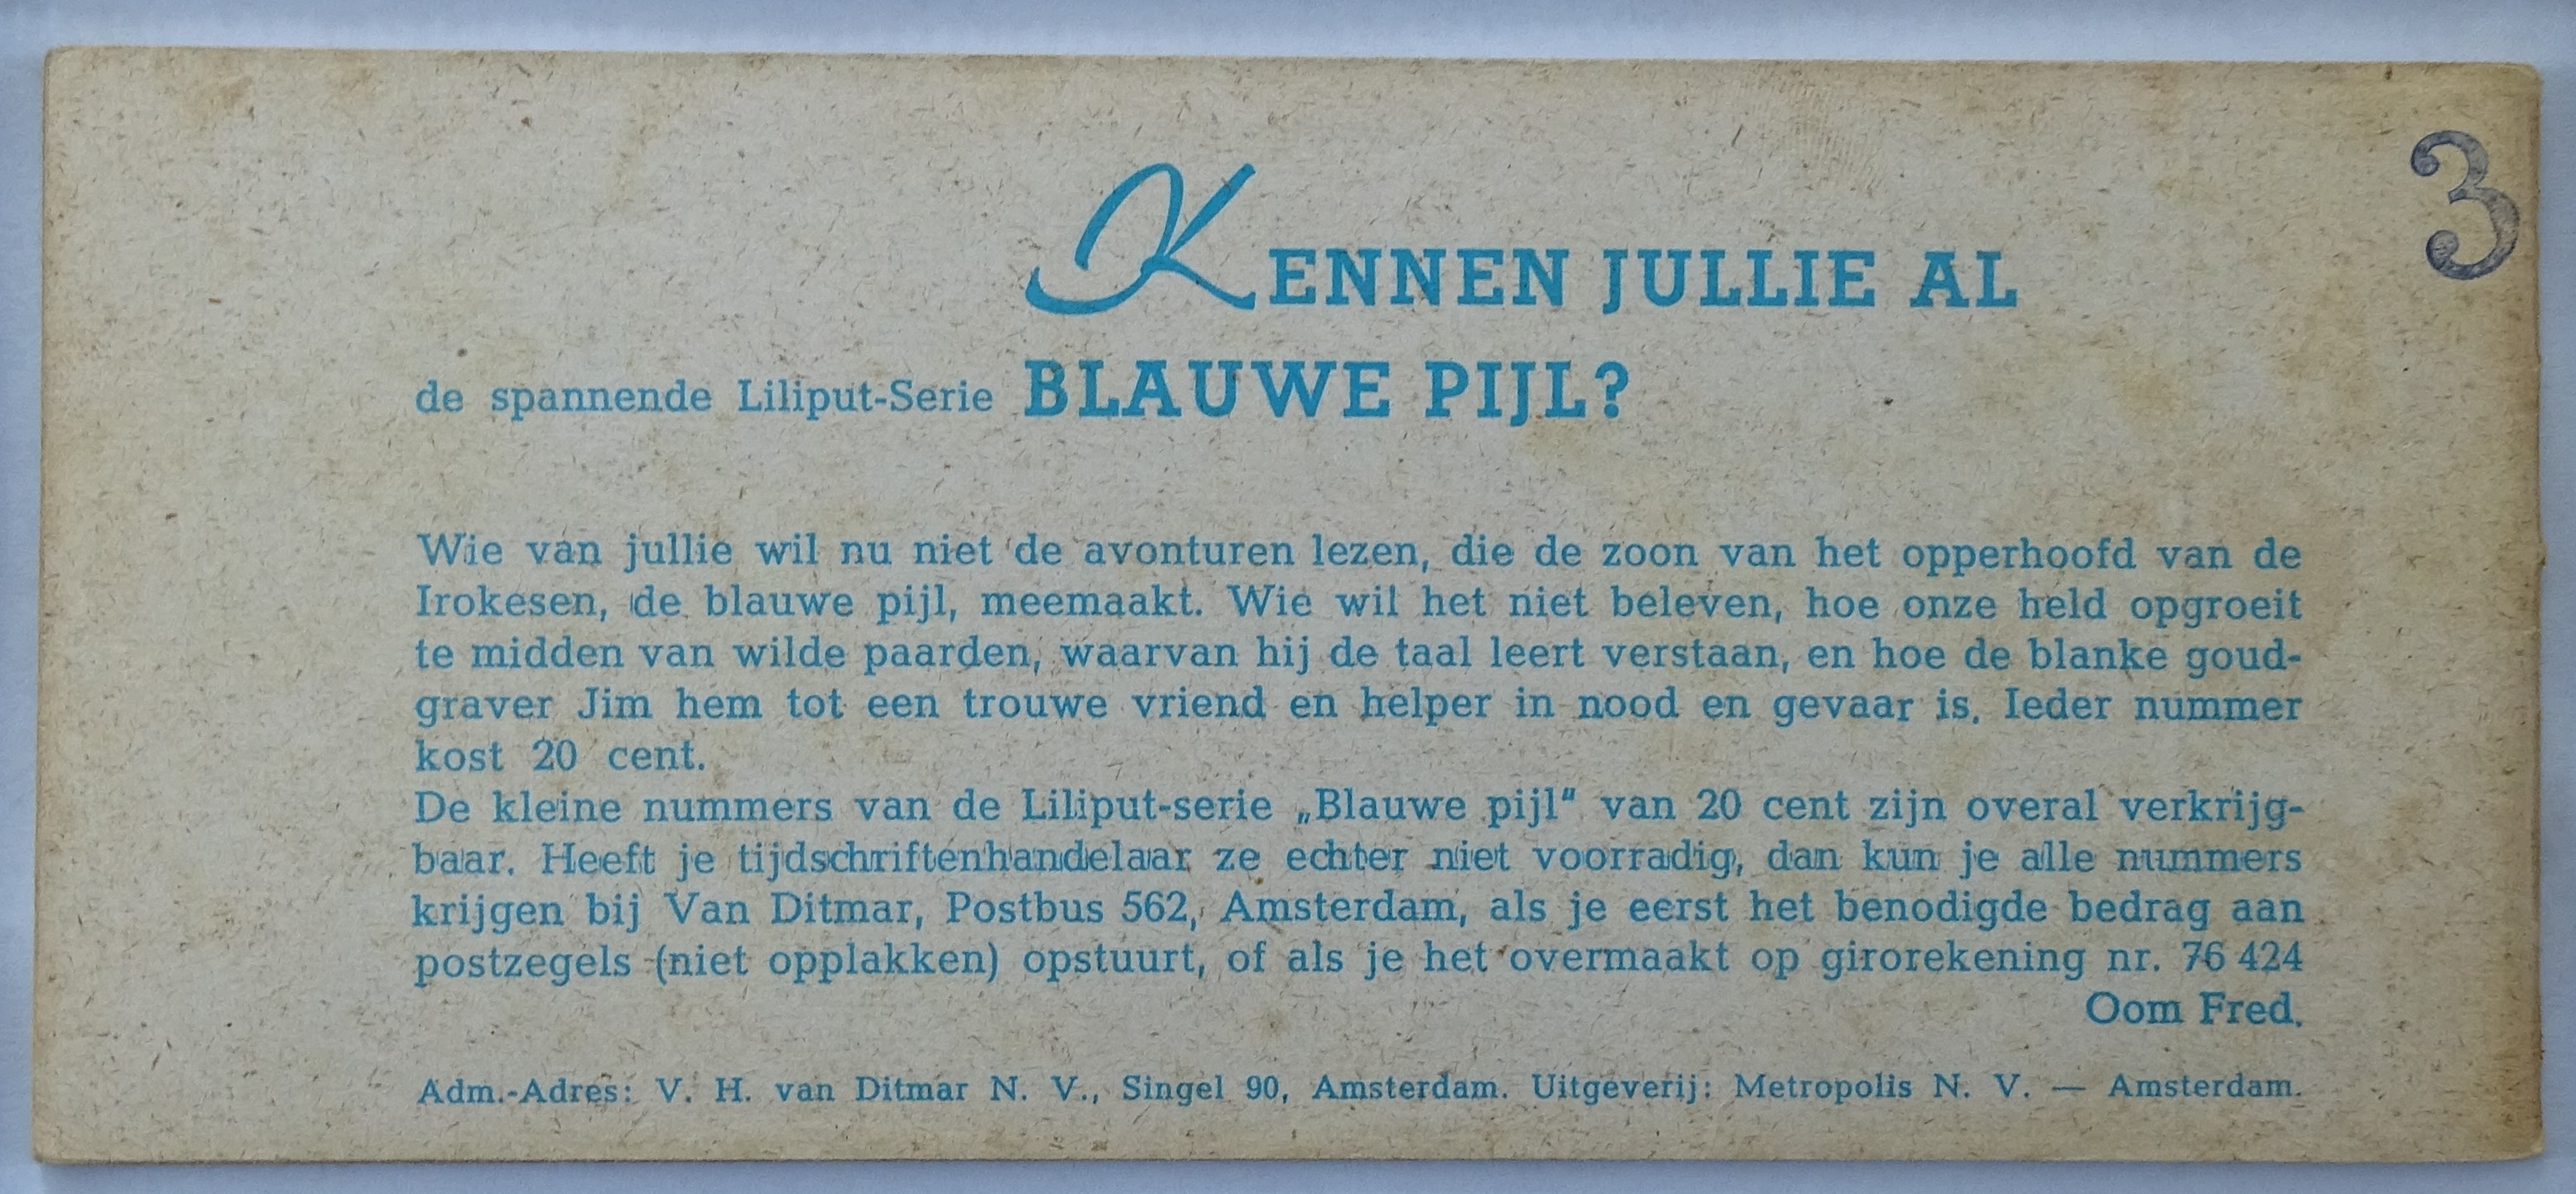 3
KENNEN JULLIE AL
de spannende Liliput-Serie BLAUWE PIJL?
Wie van jullie wil nu niet de avonturen lezen, die de zoon van het opperhoofd van de
Irokesen, de blauwe pijl, meemaakt. Wie wil het niet beleven, hoe onze held opgroeit
te midden van wilde paarden, waarvan hij de taal leert verstaan, en hoe de blanke goud-
graver Jim hem tot een trouwe vriend en helper in nood en gevaar is. Ieder nummer
kost 20 cent.
De kleine nummers van de Liliput-serie „Blauwe pijl“ van 20 cent zijn overal verkrijg-
baar. Heeft je tijdschriftenhandelaar ze echter niet voorradig, dan kun je alle nummers
krijgen bij Van Ditmar, Postbus 562, Amsterdam, als je eerst het benodigde bedrag aan
postzegels (niet opplakken) opstuurt, of als je het overmaakt op girorekening nr. 76 424
Oom Fred.
Adm.-Adres: V. H. van Ditmar N. V., Singel 90, Amsterdam. Uitgeverij: Metropolis N. V. — Amsterdam.